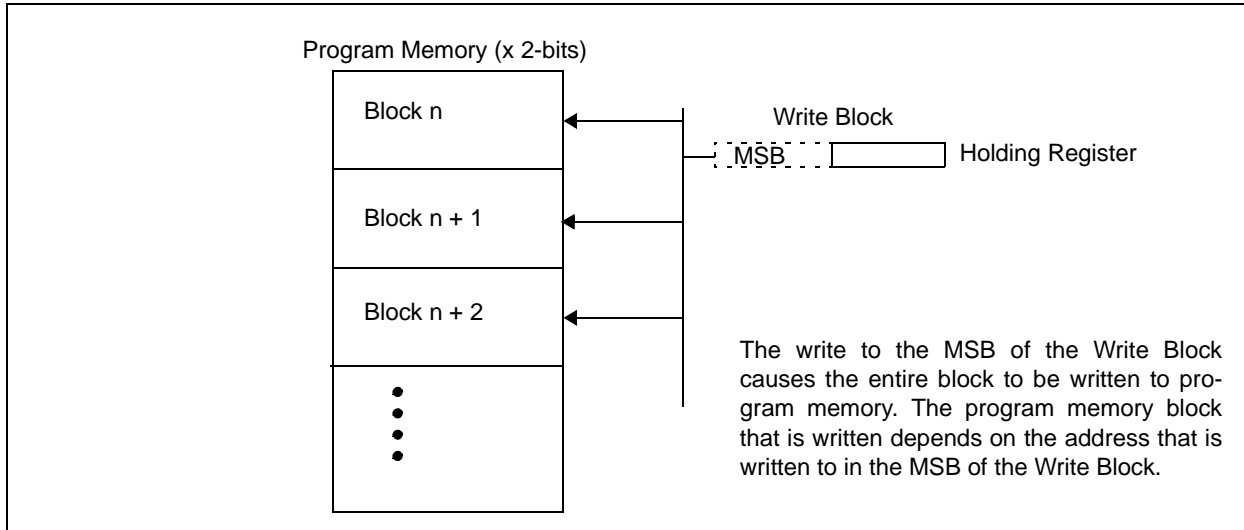 Program Memory (x 2-bits)
Block n
Write Block
MSB
Holding Register
Block n + 1
Block n + 2
The write to the MSB of the Write Block
causes the entire block to be written to pro-
gram memory. The program memory block
that is written depends on the address that is
written to in the MSB of the Write Block.